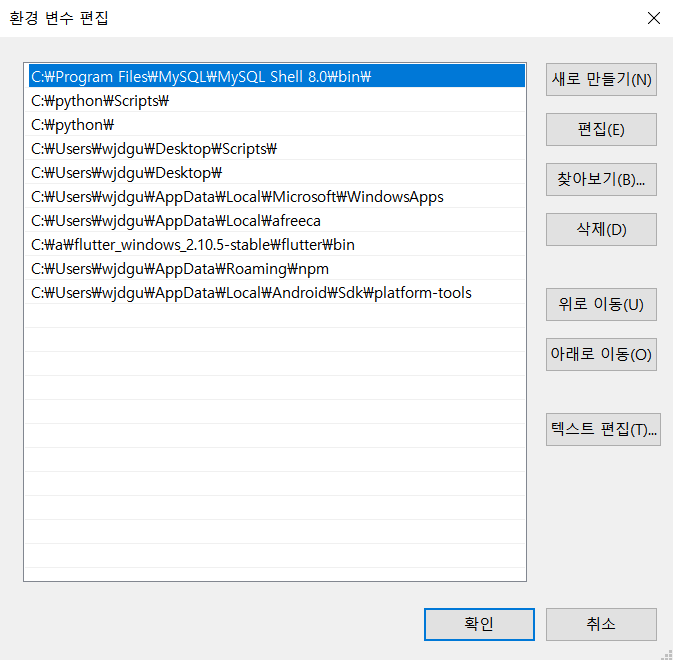 환경 변수 편집
C:₩Program Files₩MySQL₩MySQL Shell 8.0₩bin₩
C:₩python₩Scripts₩
C:₩python₩
C:₩Users₩wjdgu₩Desktop₩Scripts₩
C:₩Users₩wjdgu₩Desktop₩
C:₩Users₩wjdgu₩AppData₩Local₩Microsoft₩WindowsApps
C:₩Users₩wjdgu₩AppData₩Local₩afreeca
C:₩a₩flutter_windows_2.10.5-stable₩flutter₩bin
C:₩Users₩wjdgu₩AppData₩Roaming₩npm
C:₩Users₩wjdgu₩AppData₩Local₩Android₩Sdk₩platform-tools
새로 만들기(N)
편집(E)
찾아보기(B)...
삭제(D)
위로 이동(U)
아래로 이동(O)
텍스트 편집(T)...
확인
취소